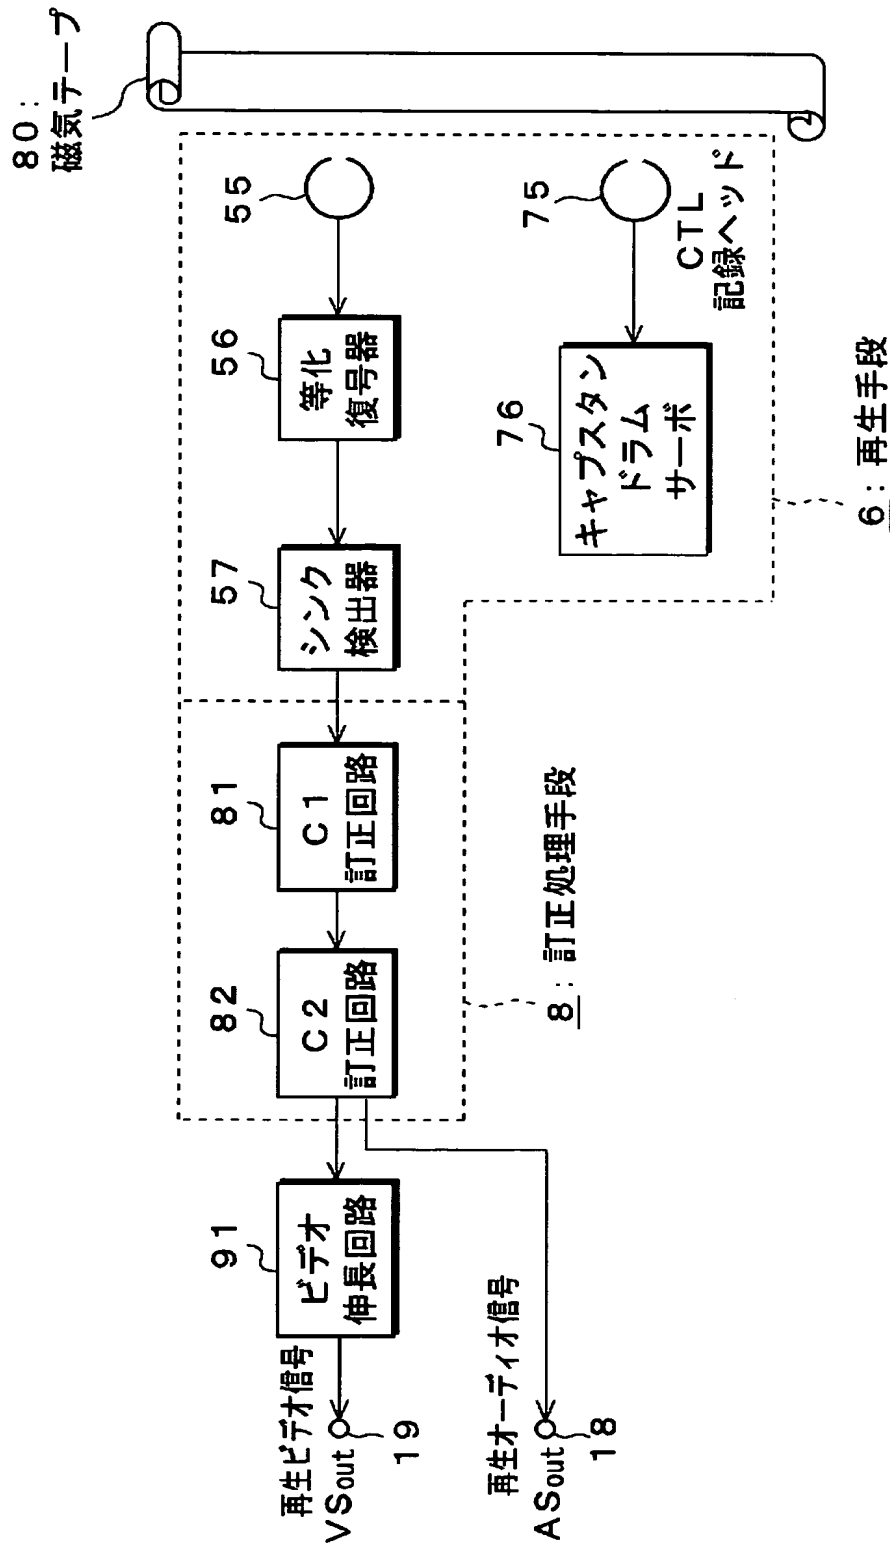 80:
磁気テープ
55
56
等化
復号器
57
シンク
検出器
81
C1
訂正回路
82
C2
訂正回路
91
ビデオ
伸長回路
再生ビデオ信号
VSout
19
再生オーディオ信号
ASout
18
75
CTL
記録ヘッド
76
キャプスタン
ドラム
サーボ
6:再生手段
8:訂正処理手段